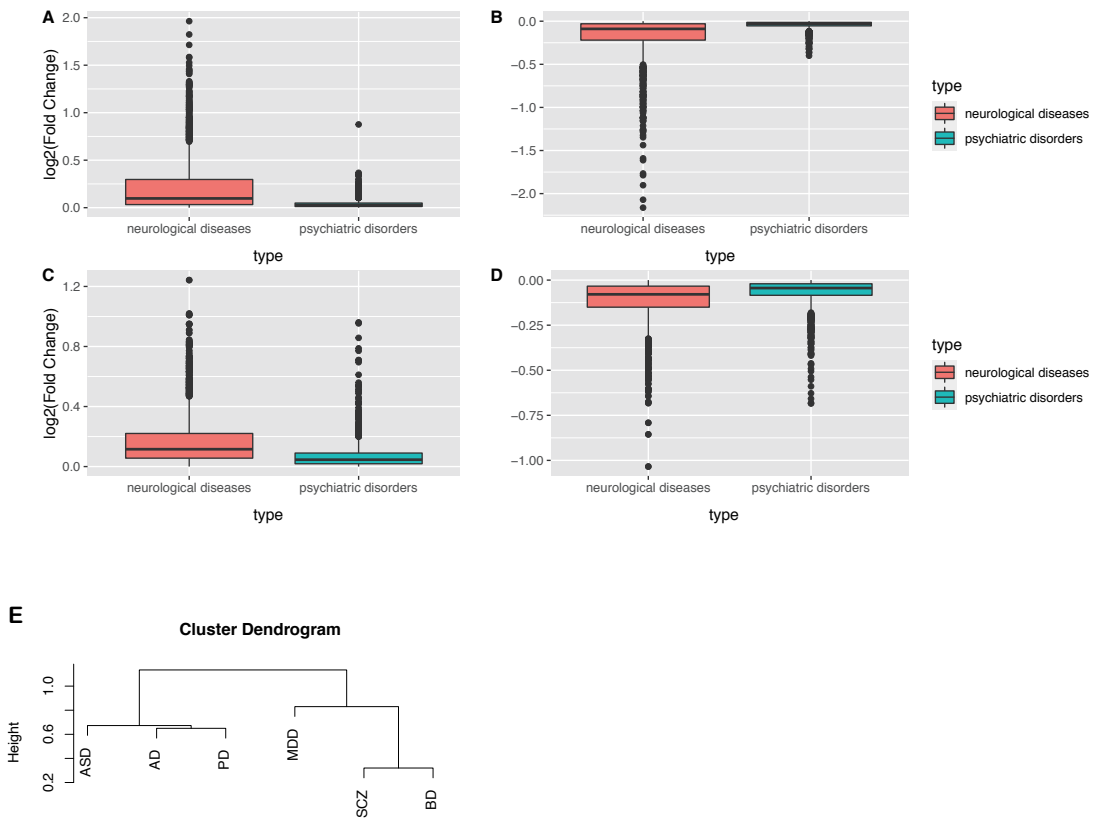 A
log2(Fold Change)
2.0
1.5
1.0
0.5
0.0
neurological diseases
psychiatric disorders
type
B
0.0
−0.5
−1.0
−1.5
−2.0
neurological diseases
psychiatric disorders
type
type
neurological diseases
psychiatric disorders
C
log2(Fold Change)
1.2
0.8
0.4
0.0
neurological diseases
psychiatric disorders
type
D
0.00
−0.25
−0.50
−0.75
−1.00
neurological diseases
psychiatric disorders
type
type
neurological diseases
psychiatric disorders
E
Cluster Dendrogram
Height
1.0
0.6
0.2
ASD
AD
PD
MDD
SCZ
BD